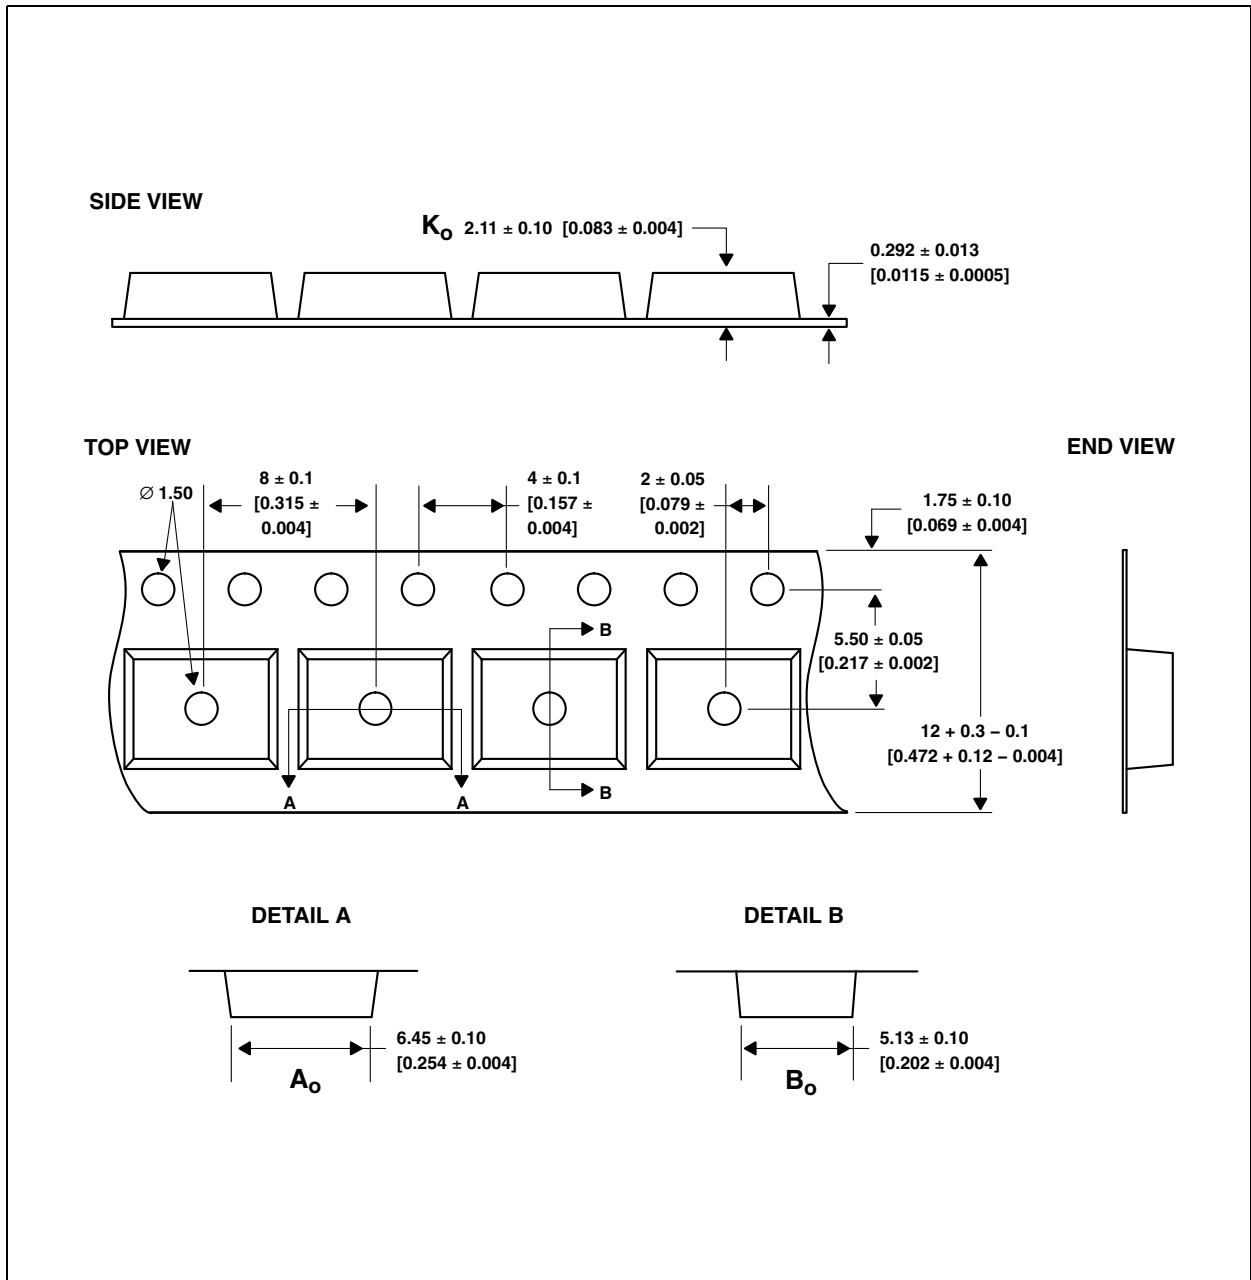 SIDE VIEW
Ko 2.11 ± 0.10 [0.083 ± 0.004]
0.292 ± 0.013
[0.0115 ± 0.0005]
TOP VIEW
END VIEW
∅ 1.50
8 ± 0.1
[0.315 ±
0.004]
4 ± 0.1
[0.157 ±
0.004]
2 ± 0.05
[0.079 ±
0.002]
1.75 ± 0.10
[0.069 ± 0.004]
B
5.50 ± 0.05
[0.217 ± 0.002]
12 + 0.3 − 0.1
[0.472 + 0.12 − 0.004]
A
A
B
DETAIL A
DETAIL B
6.45 ± 0.10
[0.254 ± 0.004]
Ao
5.13 ± 0.10
[0.202 ± 0.004]
Bo